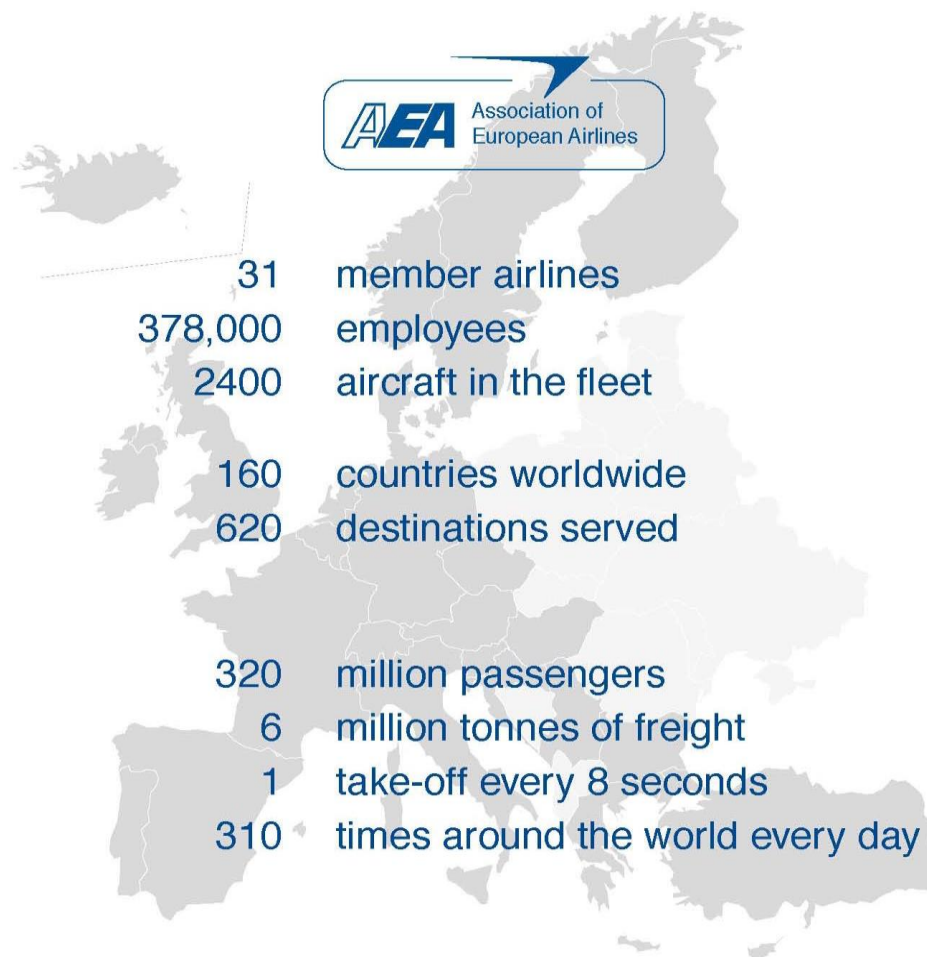 AEA
Association of
European Airlines
31 member airlines
378,000 employees
2400 aircraft in the fleet
160 countries worldwide
620 destinations served
320 million passengers
6 million tonnes of freight
1 take-off every 8 seconds
310 times around the world every day